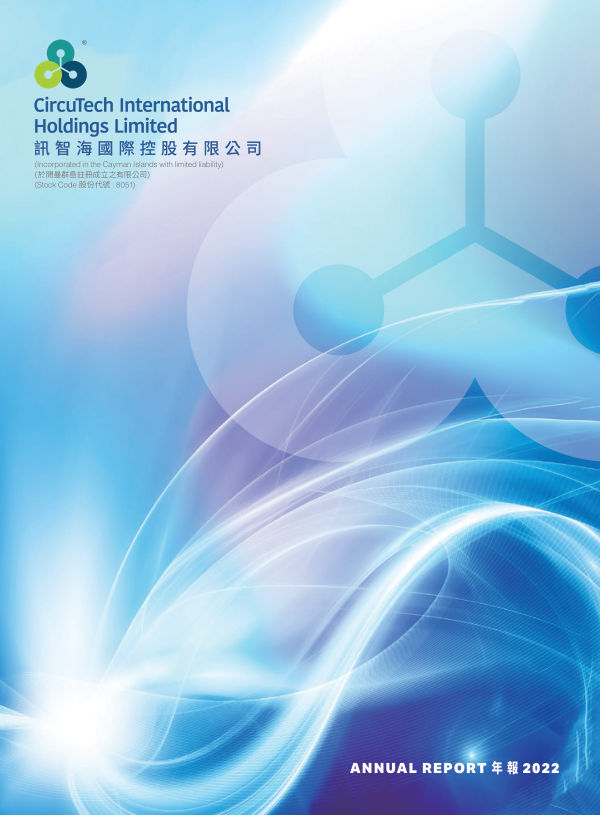 ®
CircuTech International
Holdings Limited
訊智海國際控股有限公司
(Incorporated in the Cayman Islands with limited liability)
(於開曼群島註冊成立之有限公司)
(Stock Code 股份代號 : 8051)
ANNUAL REPORT 年報 2022